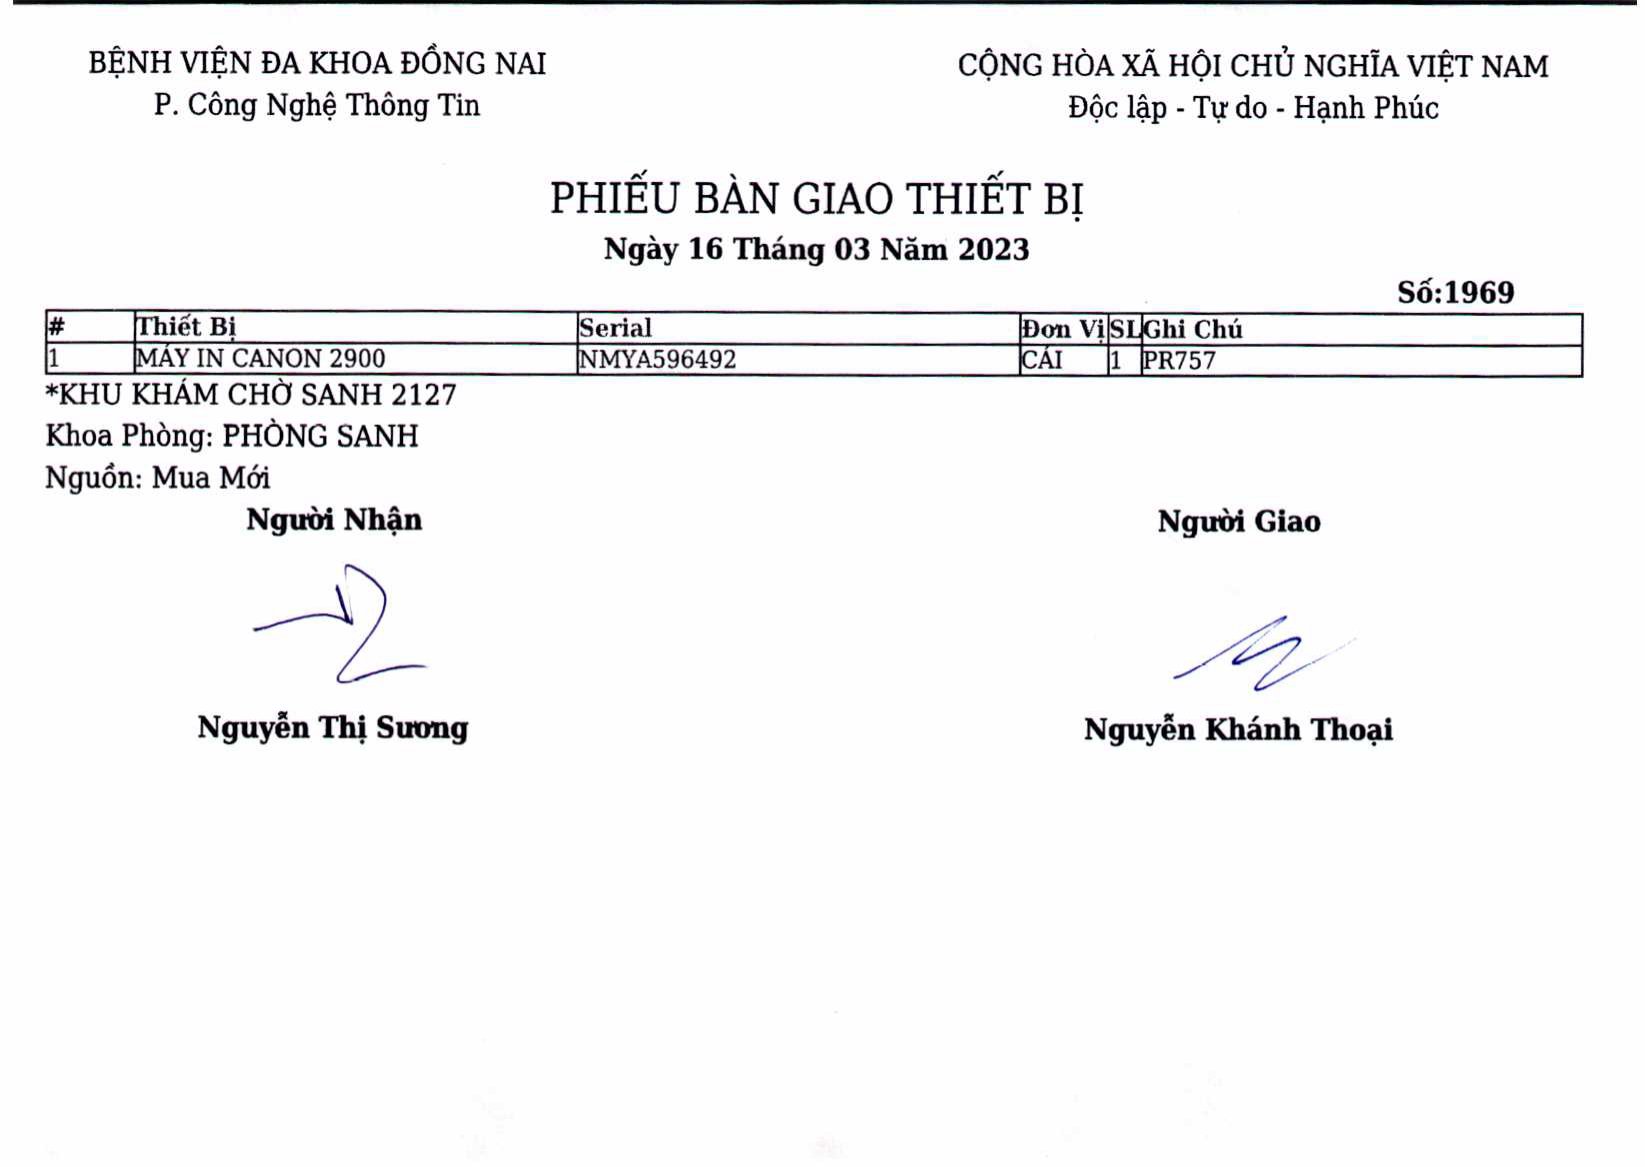 BỆNH VIỆN ĐA KHOA ĐỒNG NAI
P. Công Nghệ Thông Tin
CỘNG HÒA XÃ HỘI CHỦ NGHĨA VIỆT NAM
Độc lập - Tự do - Hạnh Phúc
PHIẾU BÀN GIAO THIẾT BỊ
Ngày 16 Tháng 03 Năm 2023
Số:1969
# Thiết Bị Serial Đơn Vị SL Ghi Chú
1 MÁY IN CANON 2900 NMYA596492 CÁI 1 PR757
*KHU KHÁM CHỜ SANH 2127
Khoa Phòng: PHÒNG SANH
Nguồn: Mua Mới
Người Nhận Người Giao
Nguyễn Thị Sương Nguyễn Khánh Thoại